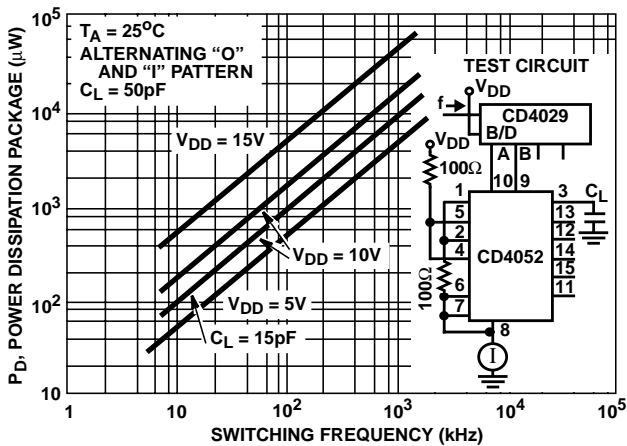 10⁵
T_A = 25°C
ALTERNATING “O”
AND “I” PATTERN
C_L = 50pF
10⁴
10³
10²
10
P_D, POWER DISSIPATION PACKAGE (µW)
V_DD = 15V
V_DD = 10V
V_DD = 5V
C_L = 15pF
TEST CIRCUIT
V_DD
f
CD4029
B/D
A B
V_DD
100Ω
10 9
1
5
2
4
CD4052
3
C_L
13
12
14
15
11
100Ω
6
7
8
I
1
10
10²
10³
10⁴
10⁵
SWITCHING FREQUENCY (kHz)